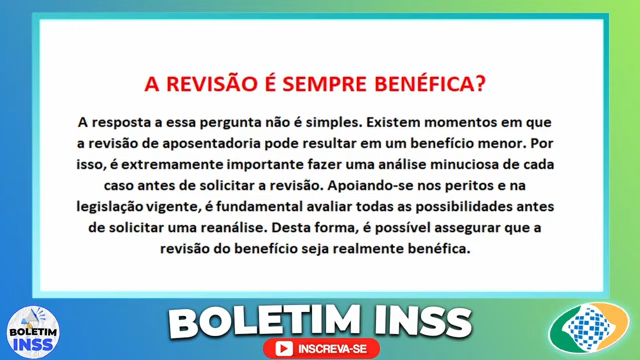 A REVISÃO É SEMPRE BENÉFICA?
A resposta a essa pergunta não é simples. Existem momentos em que
a revisão de aposentadoria pode resultar em um benefício menor. Por
isso, é extremamente importante fazer uma análise minuciosa de cada
caso antes de solicitar a revisão. Apoiando-se nos peritos e na
legislação vigente, é fundamental avaliar todas as possibilidades antes
de solicitar uma reanálise. Desta forma, é possível assegurar que a
revisão do benefício seja realmente benéfica.
BOLETIM
INSS
BOLETIM INSS
INSCREVA-SE